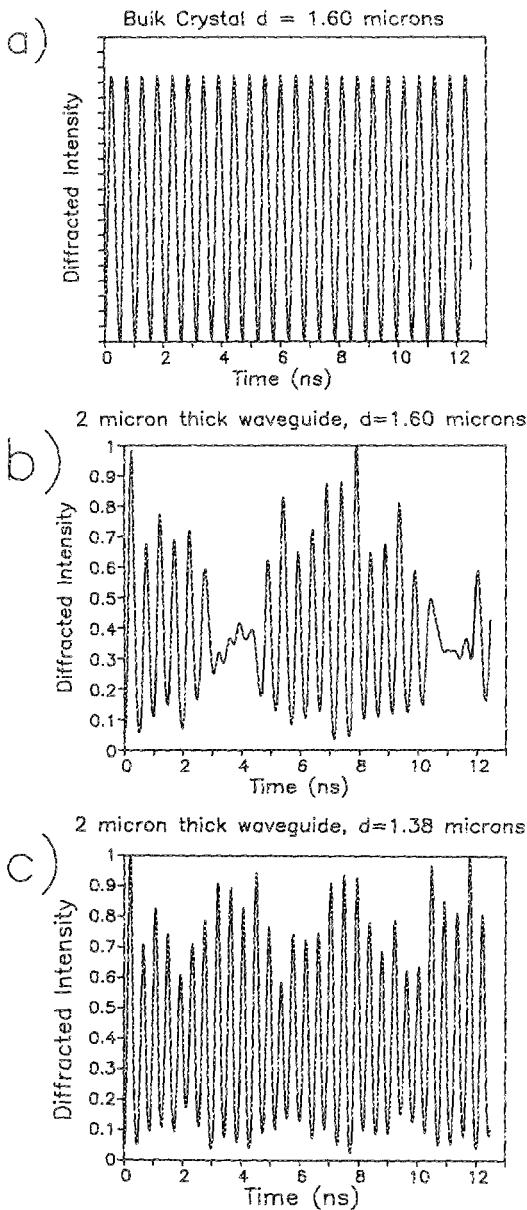 a)
Buik Crystal d = 1.60 microns
Diffracted Intensity
0 2 4 6 8 10 12
Time (ns)
b)
2 micron thick waveguide, d=1.60 microns
Diffracted Intensity
1
0.9
0.8
0.7
0.6
0.5
0.4
0.3
0.2
0.1
0
0 2 4 6 8 10 12
Time (ns)
c)
2 micron thick waveguide, d=1.38 microns
Diffracted Intensity
1
0.9
0.8
0.7
0.6
0.5
0.4
0.3
0.2
0.1
0
0 2 4 6 8 10 12
Time (ns)